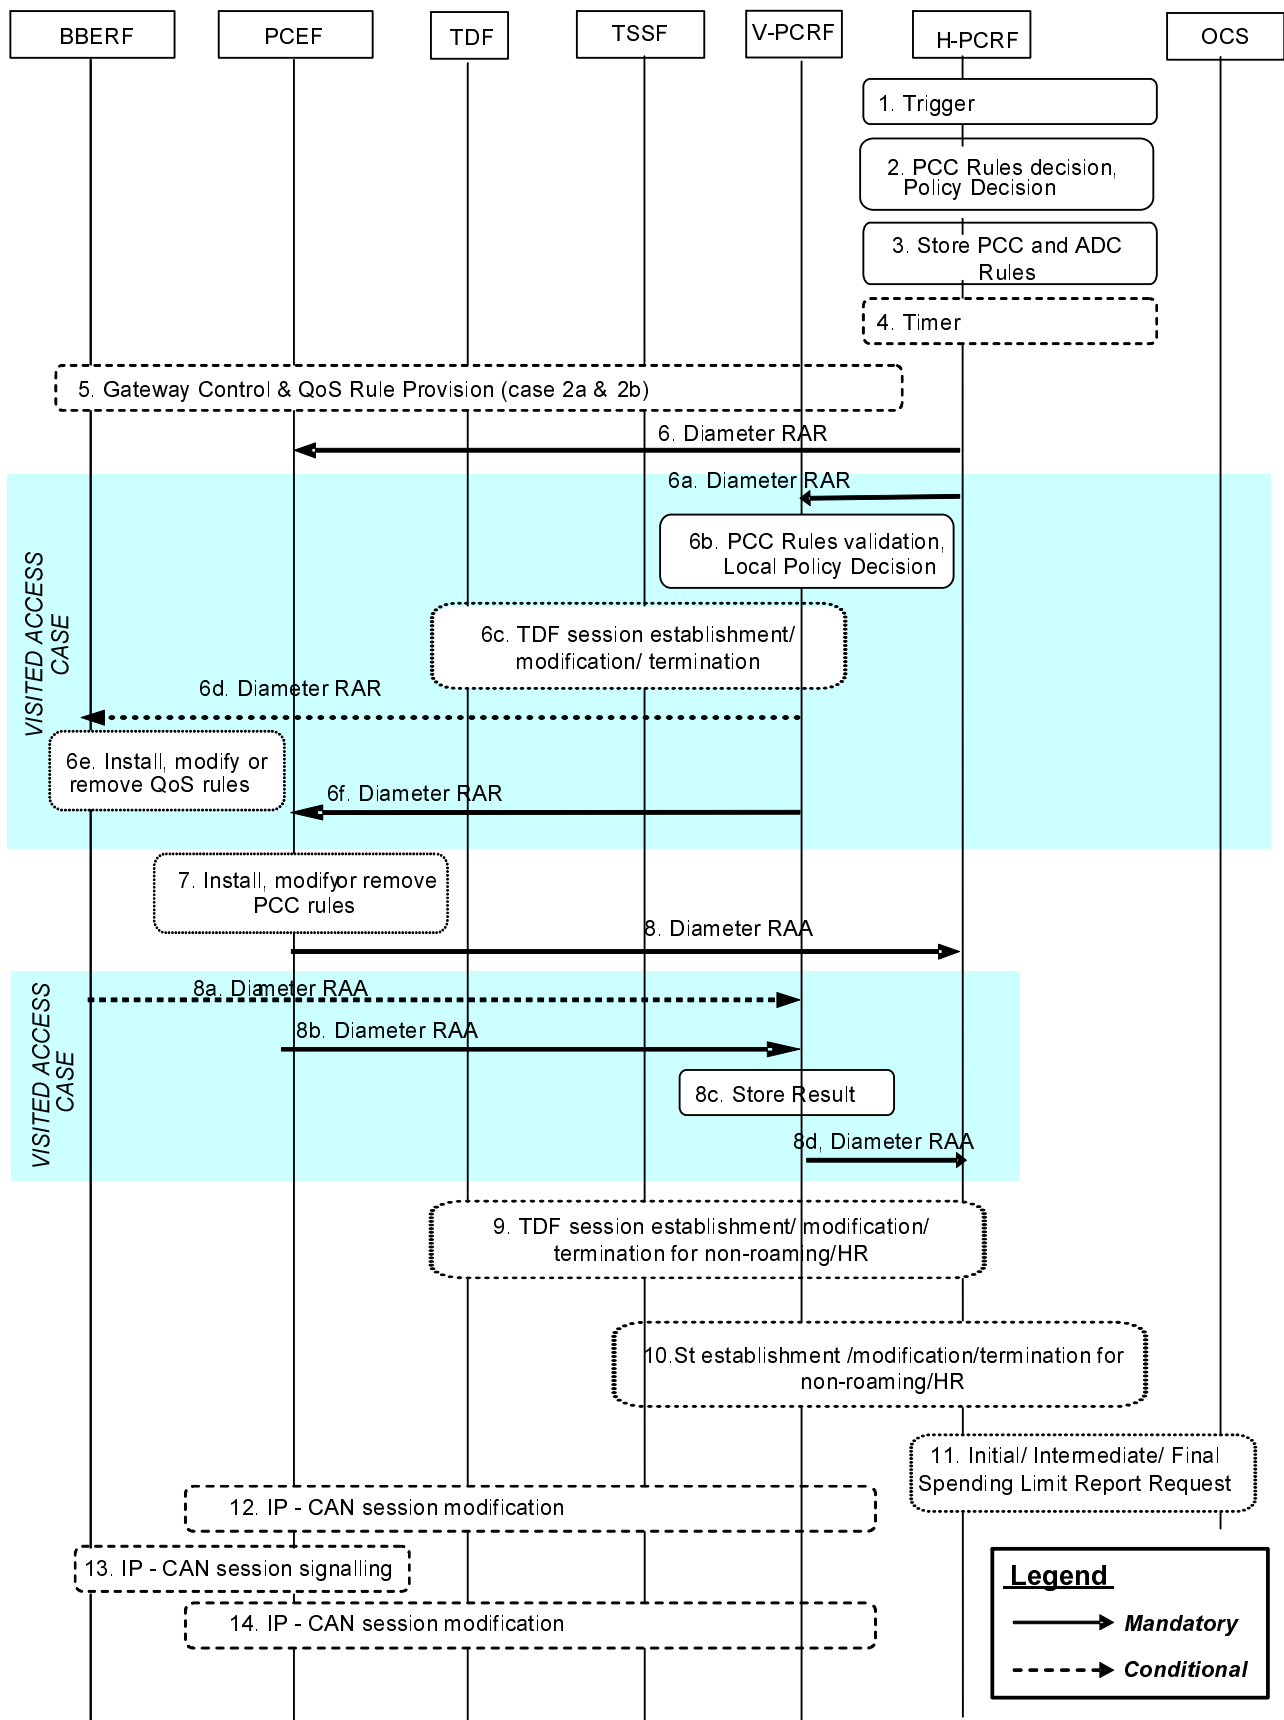 BBERF
PCEF
TDF
TSSF
V-PCRF
H-PCRF
OCS
1. Trigger
2. PCC Rules decision,
Policy Decision
3. Store PCC and ADC
Rules
4. Timer
5. Gateway Control & QoS Rule Provision (case 2a & 2b)
6. Diameter RAR
6a. Diameter RAR
6b. PCC Rules validation,
Local Policy Decision
VISITED ACCESS
CASE
6c. TDF session establishment/
modification/ termination
6d. Diameter RAR
6e. Install, modify or
remove QoS rules
6f. Diameter RAR
7. Install, modify or remove
PCC rules
8. Diameter RAA
VISITED ACCESS
CASE
8a. Diameter RAA
8b. Diameter RAA
8c. Store Result
8d, Diameter RAA
9. TDF session establishment/ modification/
termination for non-roaming/HR
10.St establishment /modification/termination for
non-roaming/HR
11. Initial/ Intermediate/ Final
Spending Limit Report Request
12. IP - CAN session modification
13. IP - CAN session signalling
14. IP - CAN session modification
Legend
Mandatory
Conditional